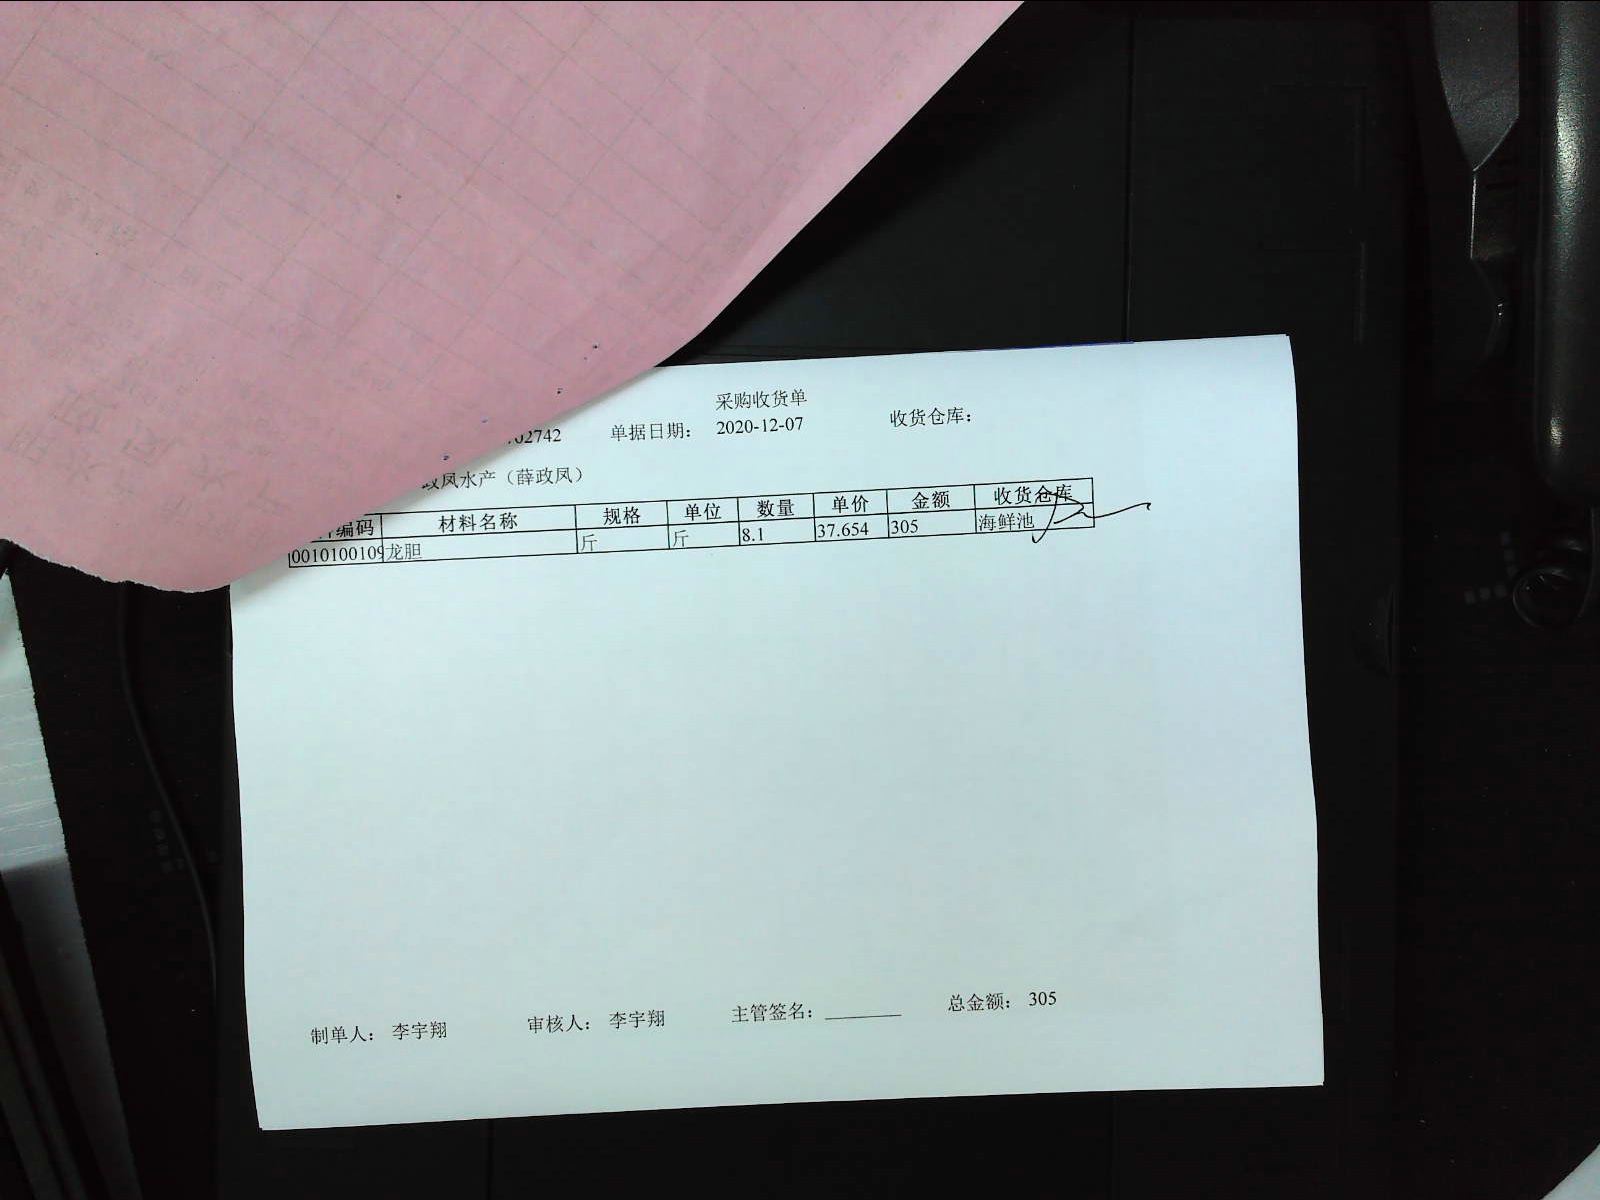 采购收货单
02742 单据日期： 2020-12-07 收货仓库：
政凤水产（薛政凤）
编码 材料名称 规格 单位 数量 单价 金额 收货仓库
0010100109 龙胆 斤 斤 8.1 37.654 305 海鲜池
制单人： 李宇翔 审核人： 李宇翔 主管签名： 总金额： 305